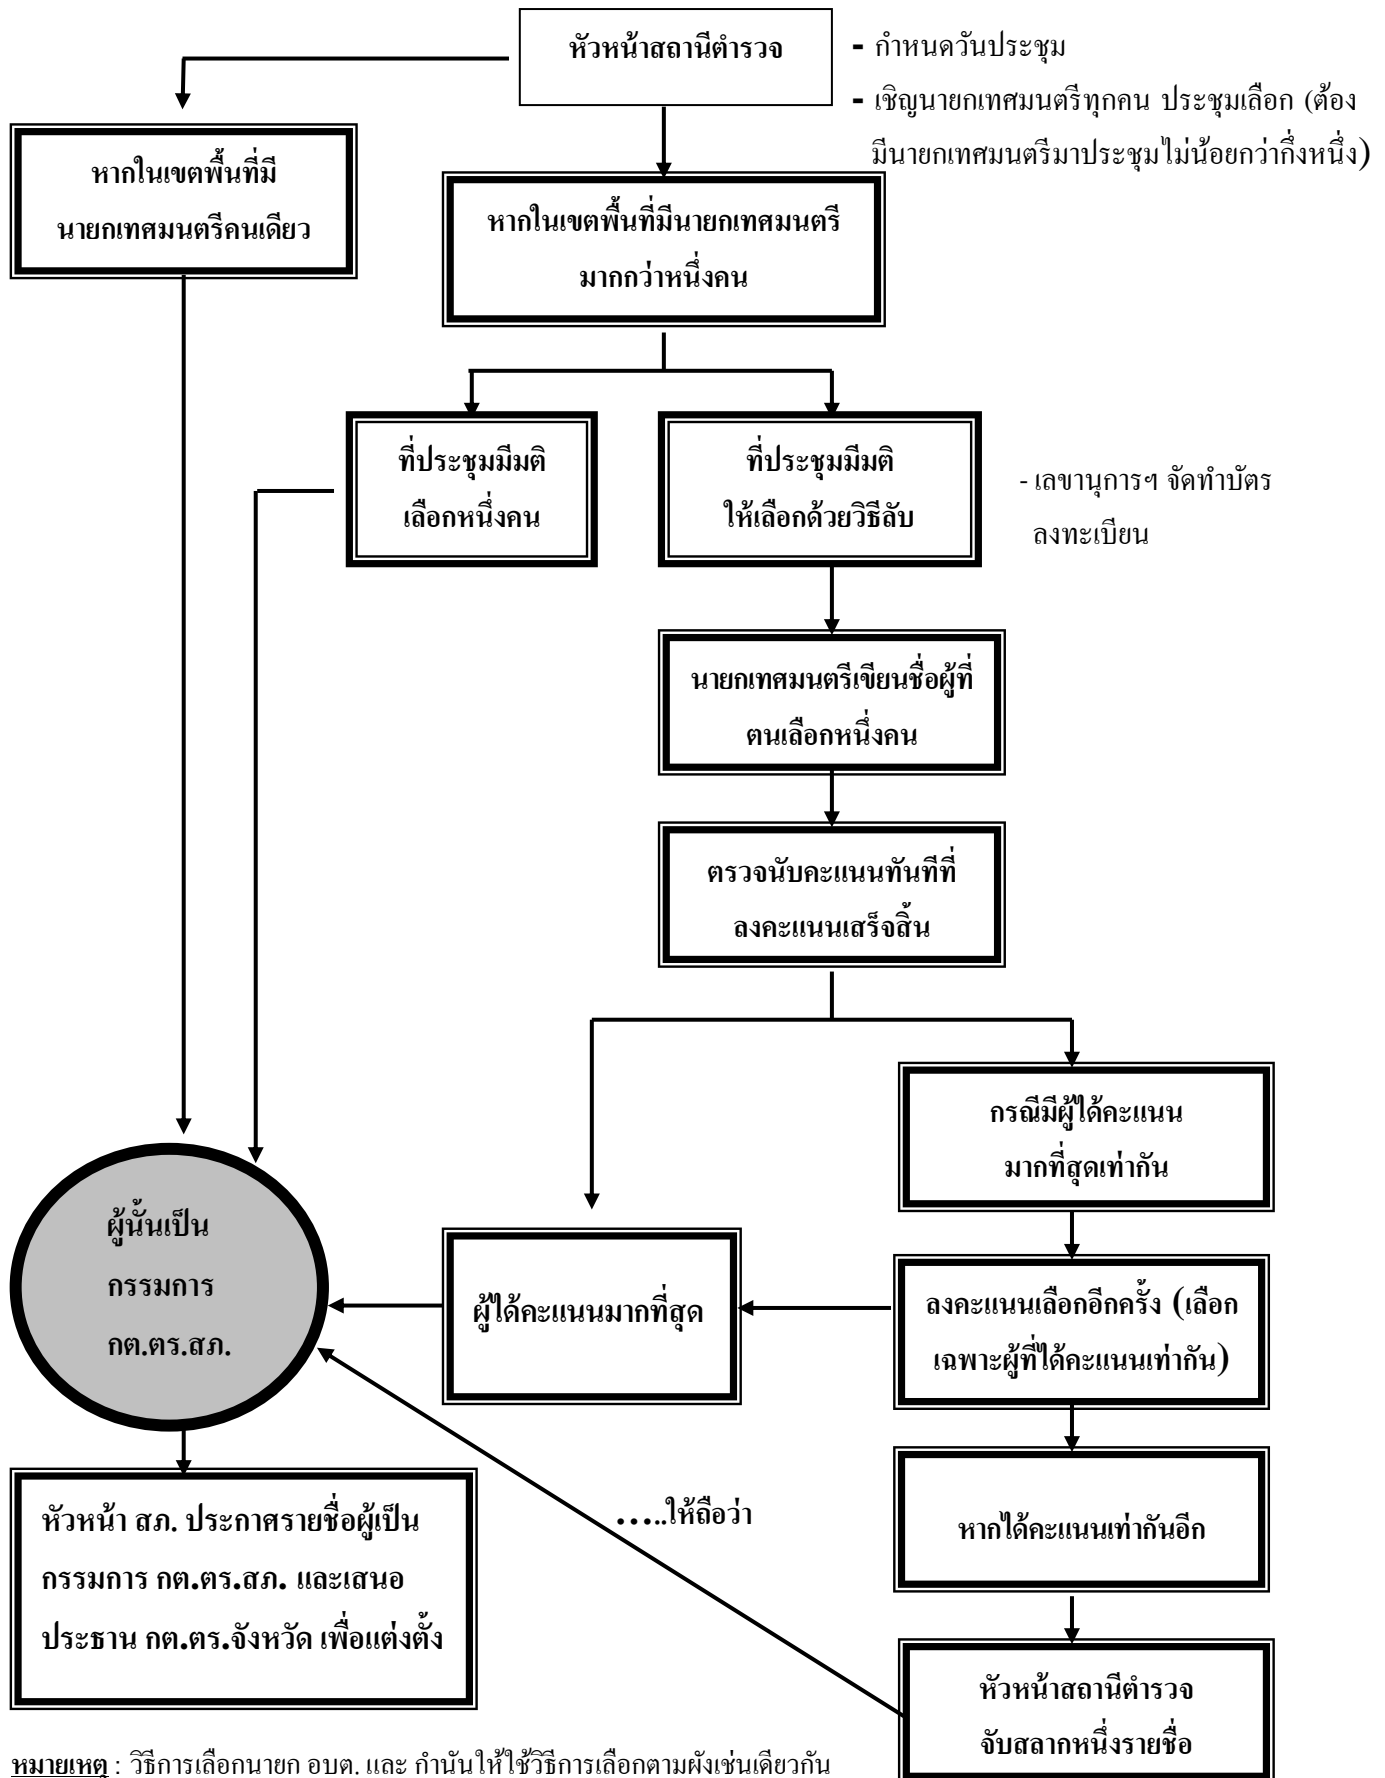 หัวหน้าสถานีตำรวจ
- กำหนดวันประชุม
- เชิญนายกเทศมนตรีทุกคน ประชุมเลือก (ต้อง
มีนายกเทศมนตรีมาประชุมไม่น้อยกว่ากึ่งหนึ่ง)
หากในเขตพื้นที่มี
นายกเทศมนตรีคนเดียว
หากในเขตพื้นที่มีนายกเทศมนตรี
มากกว่าหนึ่งคน
ที่ประชุมมีมติ
เลือกหนึ่งคน
ที่ประชุมมีมติ
ให้เลือกด้วยวิธีลับ
- เลขานุการฯ จัดทำบัตร
ลงทะเบียน
นายกเทศมนตรีเขียนชื่อผู้ที่
ตนเลือกหนึ่งคน
ตรวจนับคะแนนทันทีที่
ลงคะแนนเสร็จสิ้น
กรณีมีผู้ได้คะแนน
มากที่สุดเท่ากัน
ผู้นั้นเป็น
กรรมการ
กต.ตร.สภ.
ผู้ได้คะแนนมากที่สุด
ลงคะแนนเลือกอีกครั้ง (เลือก
เฉพาะผู้ที่ได้คะแนนเท่ากัน)
หัวหน้า สภ. ประกาศรายชื่อผู้เป็น
กรรมการ กต.ตร.สภ. และเสนอ
ประธาน กต.ตร.จังหวัด เพื่อแต่งตั้ง
.....ให้ถือว่า
หากได้คะแนนเท่ากันอีก
หัวหน้าสถานีตำรวจ
จับสลากหนึ่งรายชื่อ
หมายเหตุ : วิธีการเลือกนายก อบต. และ กำนันให้ใช้วิธีการเลือกตามผังเช่นเดียวกัน